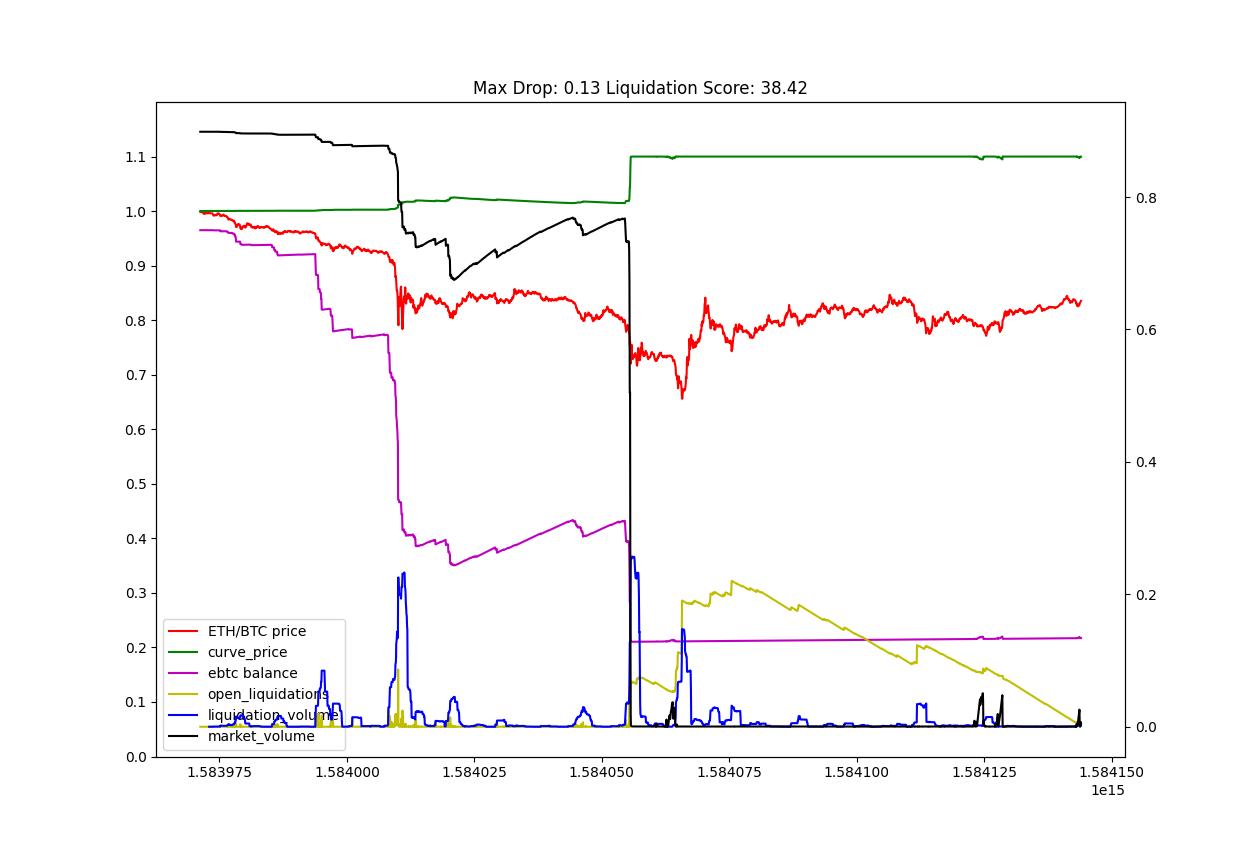 Max Drop: 0.13 Liquidation Score: 38.42
1.1
1.0
0.9
0.8
0.7
0.6
0.5
0.4
0.3
0.2
0.1
0.0
0.8
0.6
0.4
0.2
0.0
ETH/BTC price
curve_price
ebtc balance
open_liquidations
liquidation_volume
market_volume
1.583975 1.584000 1.584025 1.584050 1.584075 1.584100 1.584125 1.584150
1e15